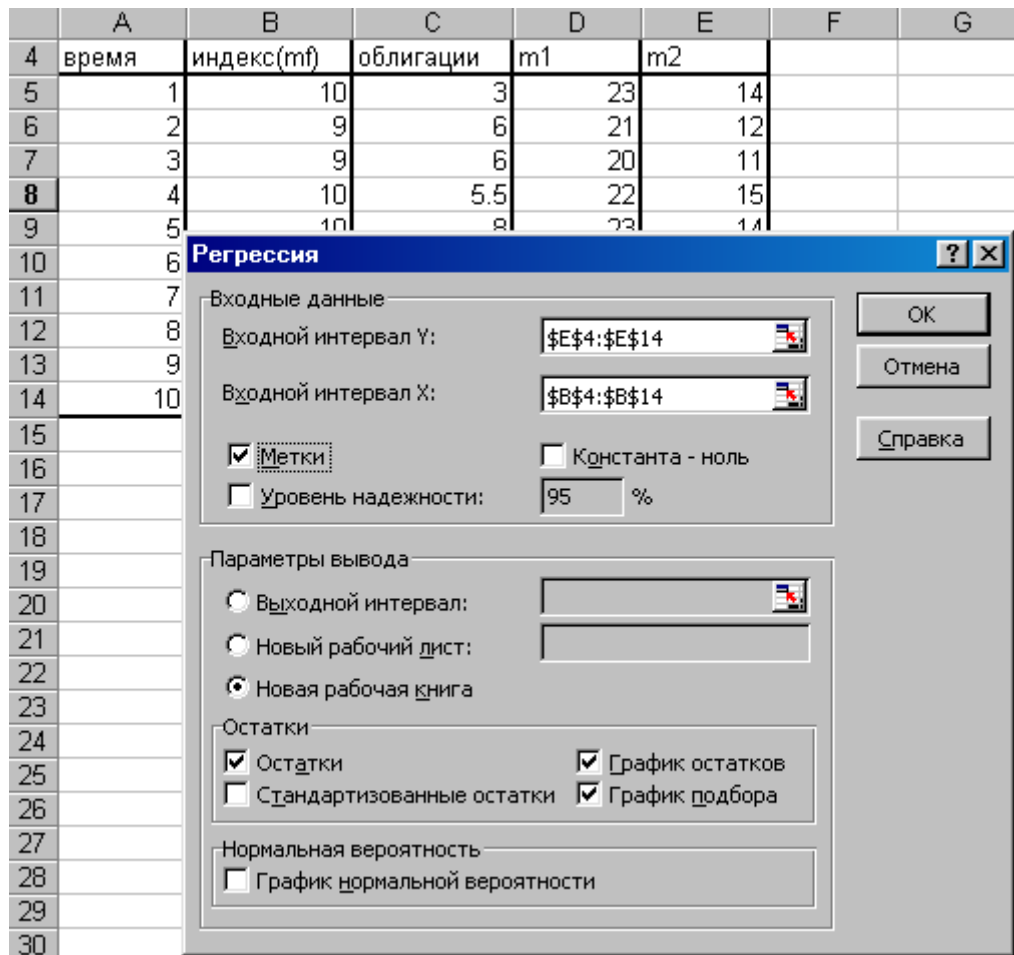 A B C D E F G
4 время индекс(mf) облигации m1 m2
5 1 10 3 23 14
6 2 9 6 21 12
7 3 9 6 20 11
8 4 10 5.5 22 15
9 5 10 8 23 14
10 6
11 7
12 8
13 9
14 10
15
16
17
18
19
20
21
22
23
24
25
26
27
28
29
30
Регрессия
Входные данные
Входной интервал Y: $E$4:$E$14
Входной интервал X: $B$4:$B$14
Метки Константа - ноль
Уровень надежности: 95 %
OK
Отмена
Справка
Параметры вывода
Выходной интервал:
Новый рабочий лист:
Новая рабочая книга
Остатки
Остатки График остатков
Стандартизованные остатки График подбора
Нормальная вероятность
График нормальной вероятности